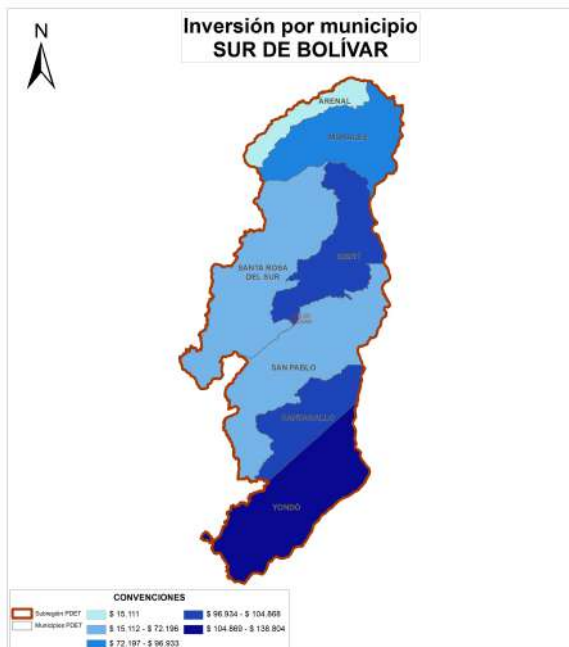 Inversión por municipio
SUR DE BOLÍVAR
N
ARENAL
MORALES
SIMITÍ
SANTA ROSA
DEL SUR
SAN PABLO
CANTAGALLO
YONDÓ
CONVENCIONES
Subregión PDET
Municipios PDET
$ 15.111
$ 15.112 - $ 72.196
$ 72.197 - $ 96.933
$ 96.934 - $ 104.868
$ 104.869 - $ 138.804